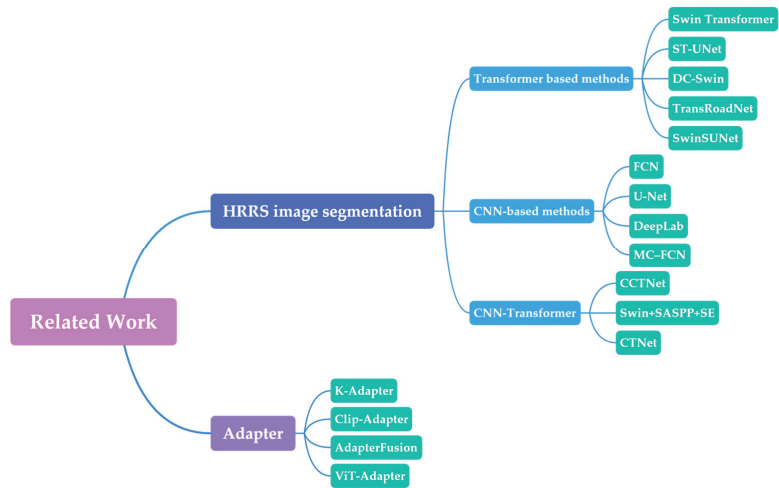 Related Work
HRRS image segmentation
Transformer based methods
Swin Transformer
ST-UNet
DC-Swin
TransRoadNet
SwinSUNet
CNN-based methods
FCN
U-Net
DeepLab
MC–FCN
CNN-Transformer
CCTNet
Swin+SASPP+SE
CTNet
Adapter
K-Adapter
Clip-Adapter
AdapterFusion
ViT-Adapter